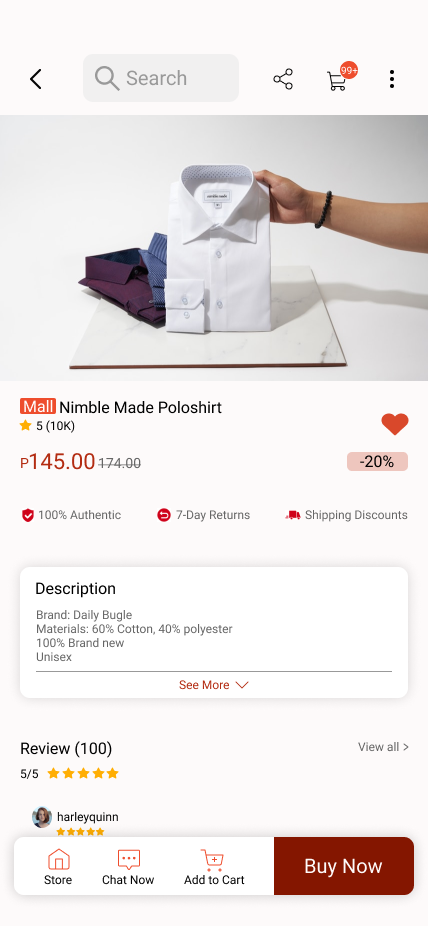 Search
99+
nimble made
Mall Nimble Made Poloshirt
5 (10K)
P145.00 174.00
-20%
100% Authentic
7-Day Returns
Shipping Discounts
Description
Brand: Daily Bugle
Materials: 60% Cotton, 40% polyester
100% Brand new
Unisex
See More
Review (100)
View all >
5/5
harleyquinn
Store
Chat Now
Add to Cart
Buy Now